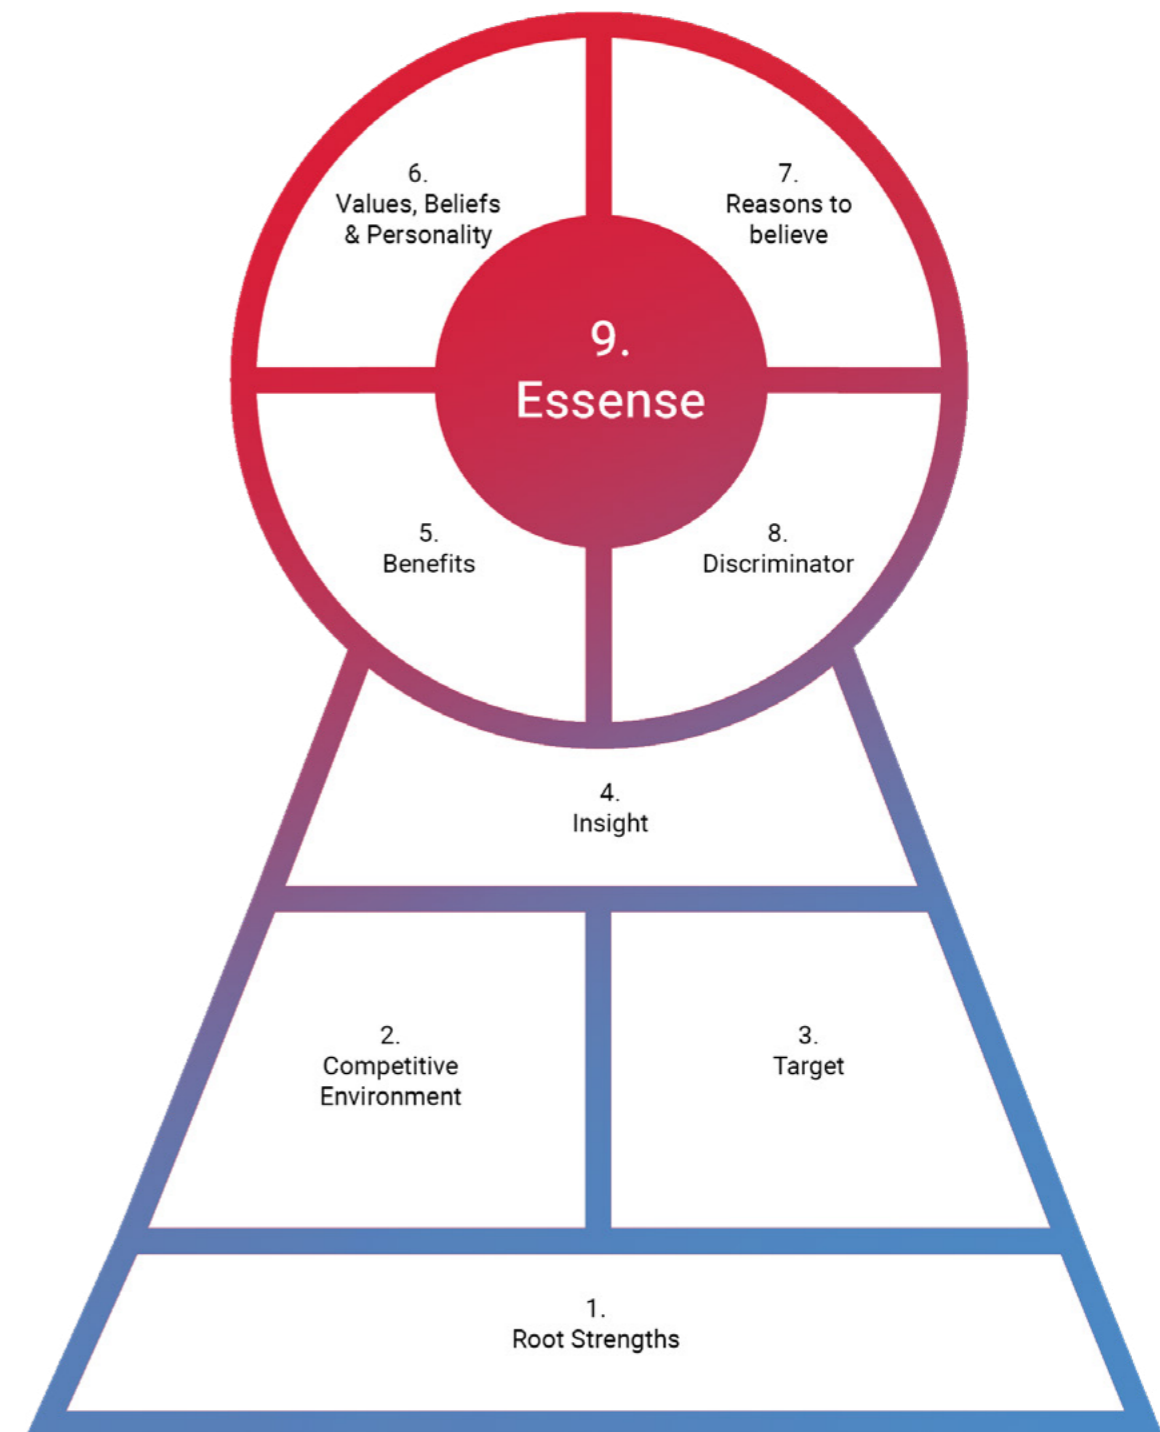 6.
Values, Beliefs
& Personality
7.
Reasons to
believe
9.
Essense
5.
Benefits
8.
Discriminator
4.
Insight
2.
Competitive
Environment
3.
Target
1.
Root Strengths